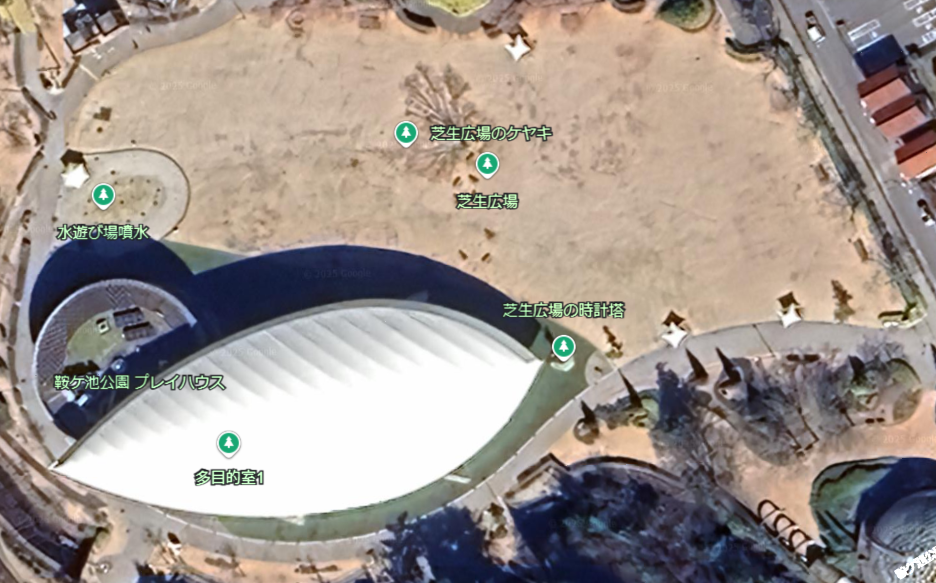 芝生広場のケヤキ
芝生広場
水遊び場噴水
芝生広場の時計塔
鞍ケ池公園 プレイハウス
多目的室1